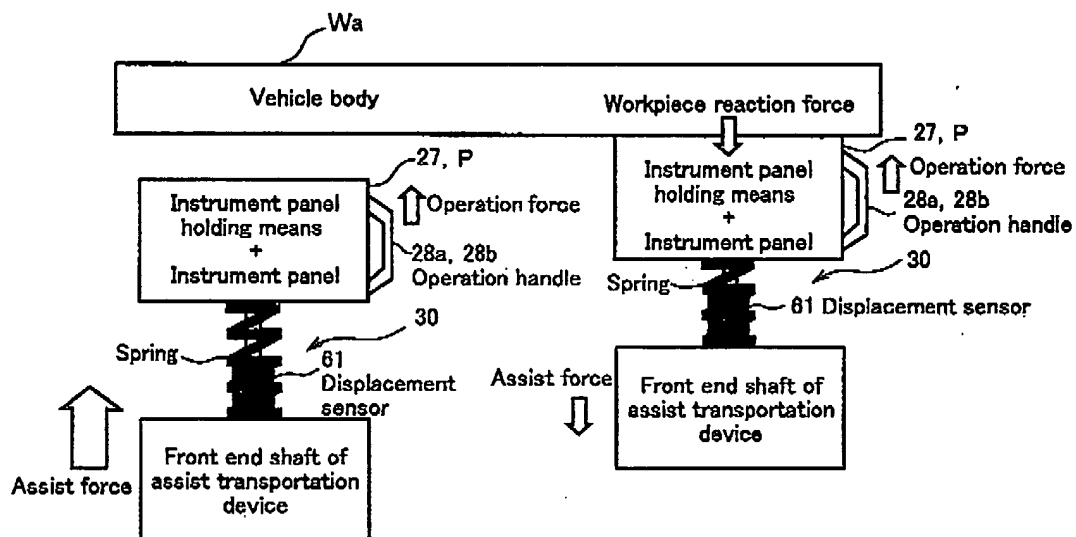 Wa
Vehicle body
Workpiece reaction force
27, P
Instrument panel
holding means
+
Instrument panel
Operation force
28a, 28b
Operation handle
Spring
30
61
Displacement
sensor
Assist force
Front end shaft of
assist transportation
device
27, P
Instrument panel
holding means
+
Instrument panel
Operation force
28a, 28b
Operation handle
30
Spring
61 Displacement sensor
Assist force
Front end shaft of
assist transportation
device